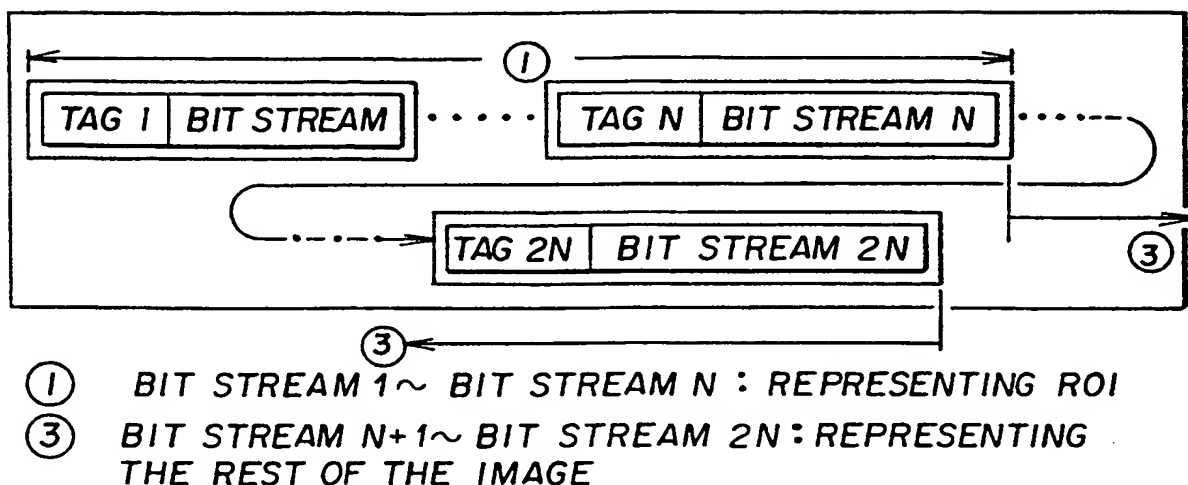 ①
TAG 1 BIT STREAM ····· TAG N BIT STREAM N
TAG 2N BIT STREAM 2N
③
③
① BIT STREAM 1~ BIT STREAM N : REPRESENTING ROI
③ BIT STREAM N+1~ BIT STREAM 2N : REPRESENTING
THE REST OF THE IMAGE